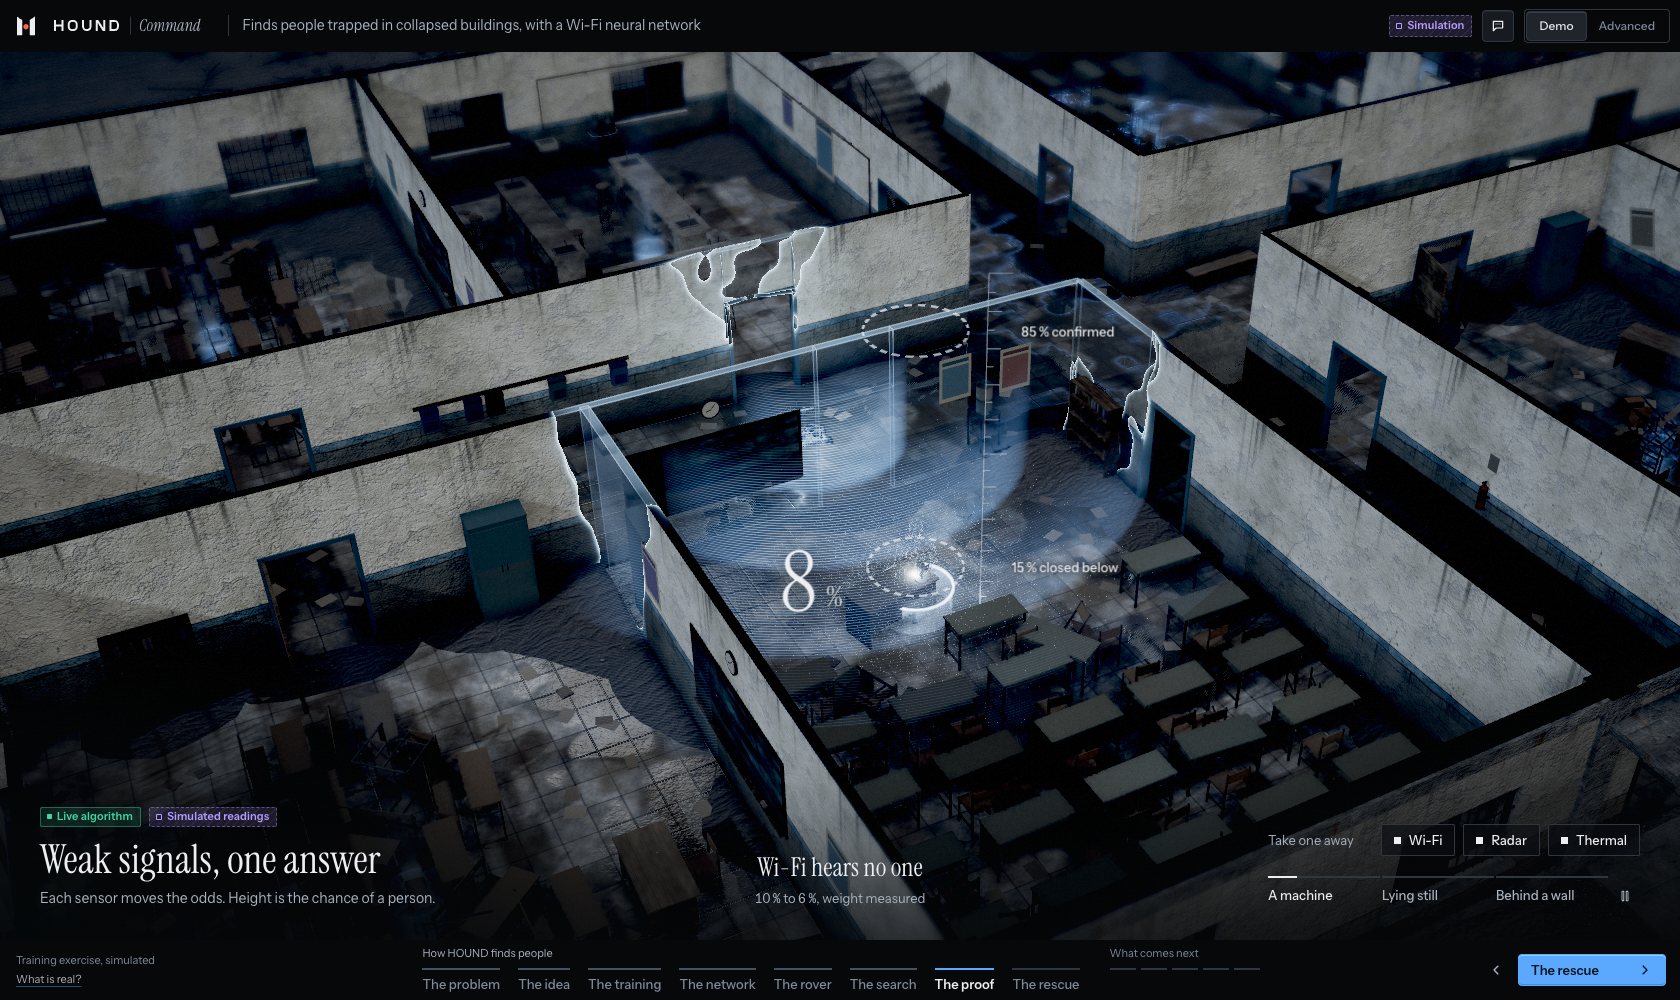 HOUND Command
Finds people trapped in collapsed buildings, with a Wi-Fi neural network
Simulation
Demo
Advanced
85 % confirmed
15 % closed below
8 %
Live algorithm
Simulated readings
Weak signals, one answer
Each sensor moves the odds. Height is the chance of a person.
Wi-Fi hears no one
10 % to 6 %, weight measured
Take one away
Wi-Fi
Radar
Thermal
A machine
Lying still
Behind a wall
Training exercise, simulated
What is real?
How HOUND finds people
The problem
The idea
The training
The network
The rover
The search
The proof
The rescue
What comes next
The rescue